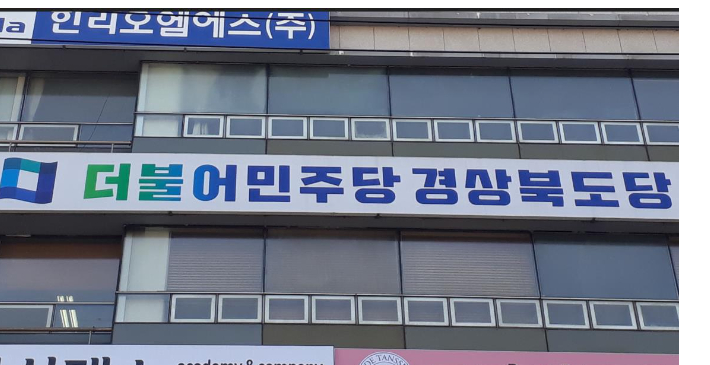 인리오엠에스(주)
더불어민주당 경상북도당
academy & company